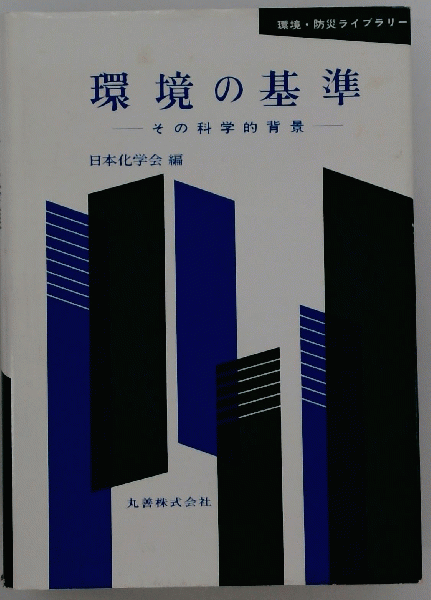 環境・防災ライブラリー
環境の基準
—その科学的背景—
日本化学会 編
丸善株式会社